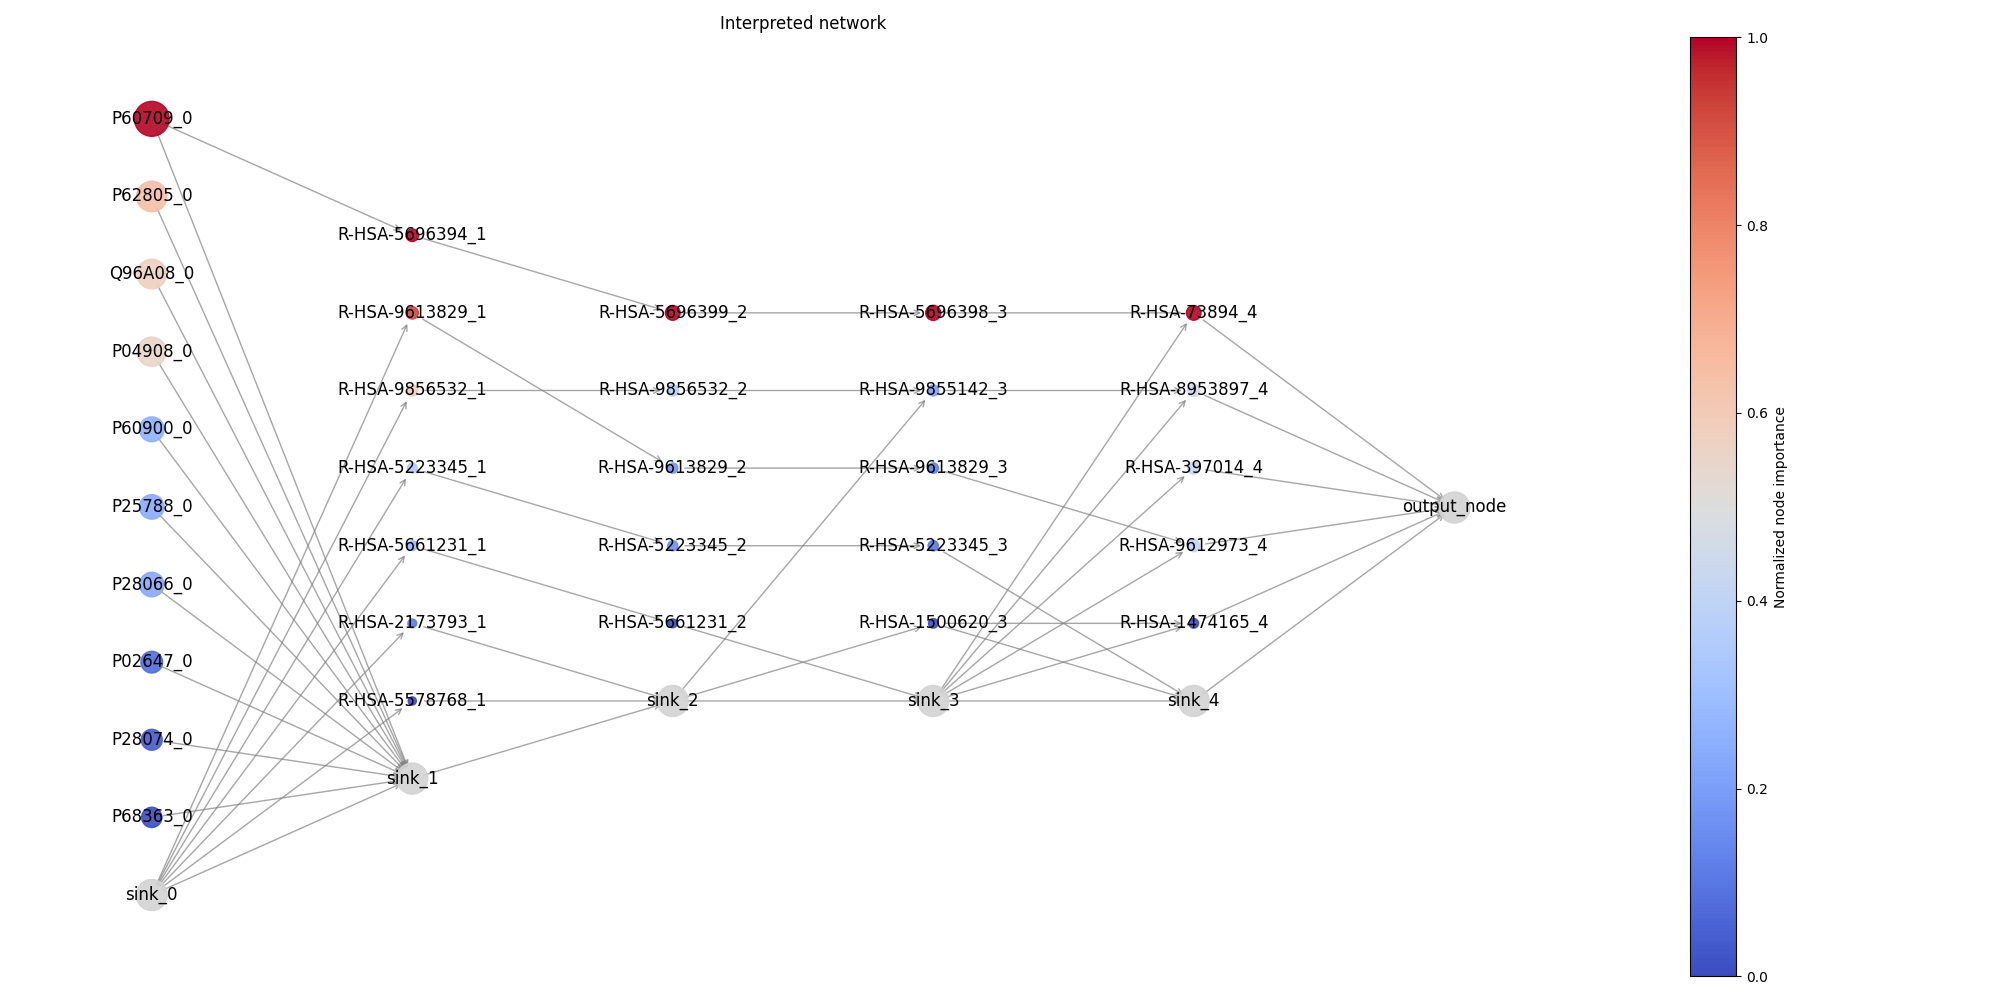 Interpreted network
P60709_0
P62805_0
Q96A08_0
P04908_0
P60900_0
P25788_0
P28066_0
P02647_0
P28074_0
P68363_0
sink_0
R-HSA-5696394_1
R-HSA-9613829_1
R-HSA-9856532_1
R-HSA-5223345_1
R-HSA-5661231_1
R-HSA-2173793_1
R-HSA-5578768_1
sink_1
R-HSA-5696399_2
R-HSA-9856532_2
R-HSA-9613829_2
R-HSA-5223345_2
R-HSA-5661231_2
sink_2
R-HSA-5696398_3
R-HSA-9855142_3
R-HSA-9613829_3
R-HSA-5223345_3
R-HSA-1500620_3
sink_3
R-HSA-73894_4
R-HSA-8953897_4
R-HSA-397014_4
R-HSA-9612973_4
R-HSA-1474165_4
sink_4
output_node
1.0
0.8
0.6
0.4
0.2
0.0
Normalized node importance